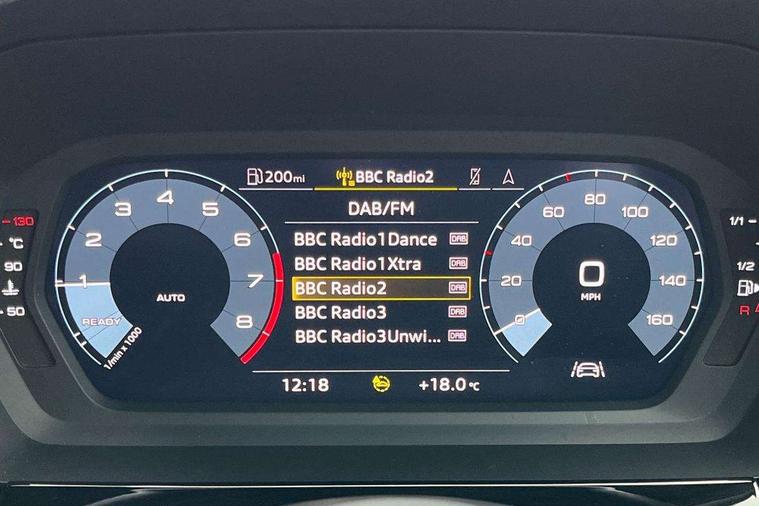 200mi BBC Radio2
DAB/FM
BBC Radio1Dance DAB
BBC Radio1Xtra DAB
BBC Radio2 DAB
BBC Radio3 DAB
BBC Radio3Unwi... DAB
12:18 +18.0°C
1 2 3 4 5 6 7 8
AUTO
READY
1/min x 1000
0 20 40 60 80 100 120 140 160
0
MPH
130
°C
90
50
1/1
1/2
R